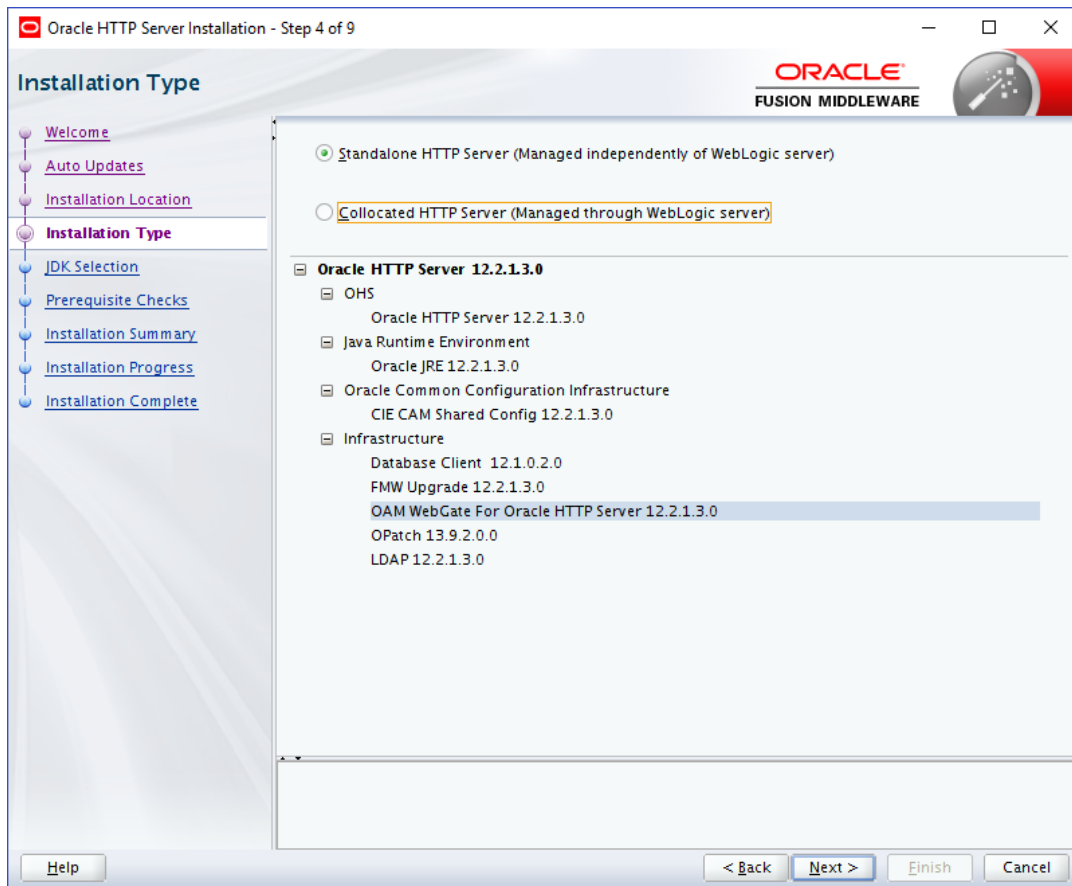 Oracle HTTP Server Installation - Step 4 of 9
Installation Type
ORACLE®
FUSION MIDDLEWARE
Welcome
Auto Updates
Installation Location
Installation Type
JDK Selection
Prerequisite Checks
Installation Summary
Installation Progress
Installation Complete
Standalone HTTP Server (Managed independently of WebLogic server)
Collocated HTTP Server (Managed through WebLogic server)
Oracle HTTP Server 12.2.1.3.0
OHS
Oracle HTTP Server 12.2.1.3.0
Java Runtime Environment
Oracle JRE 12.2.1.3.0
Oracle Common Configuration Infrastructure
CIE CAM Shared Config 12.2.1.3.0
Infrastructure
Database Client 12.1.0.2.0
FMW Upgrade 12.2.1.3.0
OAM WebGate For Oracle HTTP Server 12.2.1.3.0
OPatch 13.9.2.0.0
LDAP 12.2.1.3.0
Help
< Back
Next >
Finish
Cancel